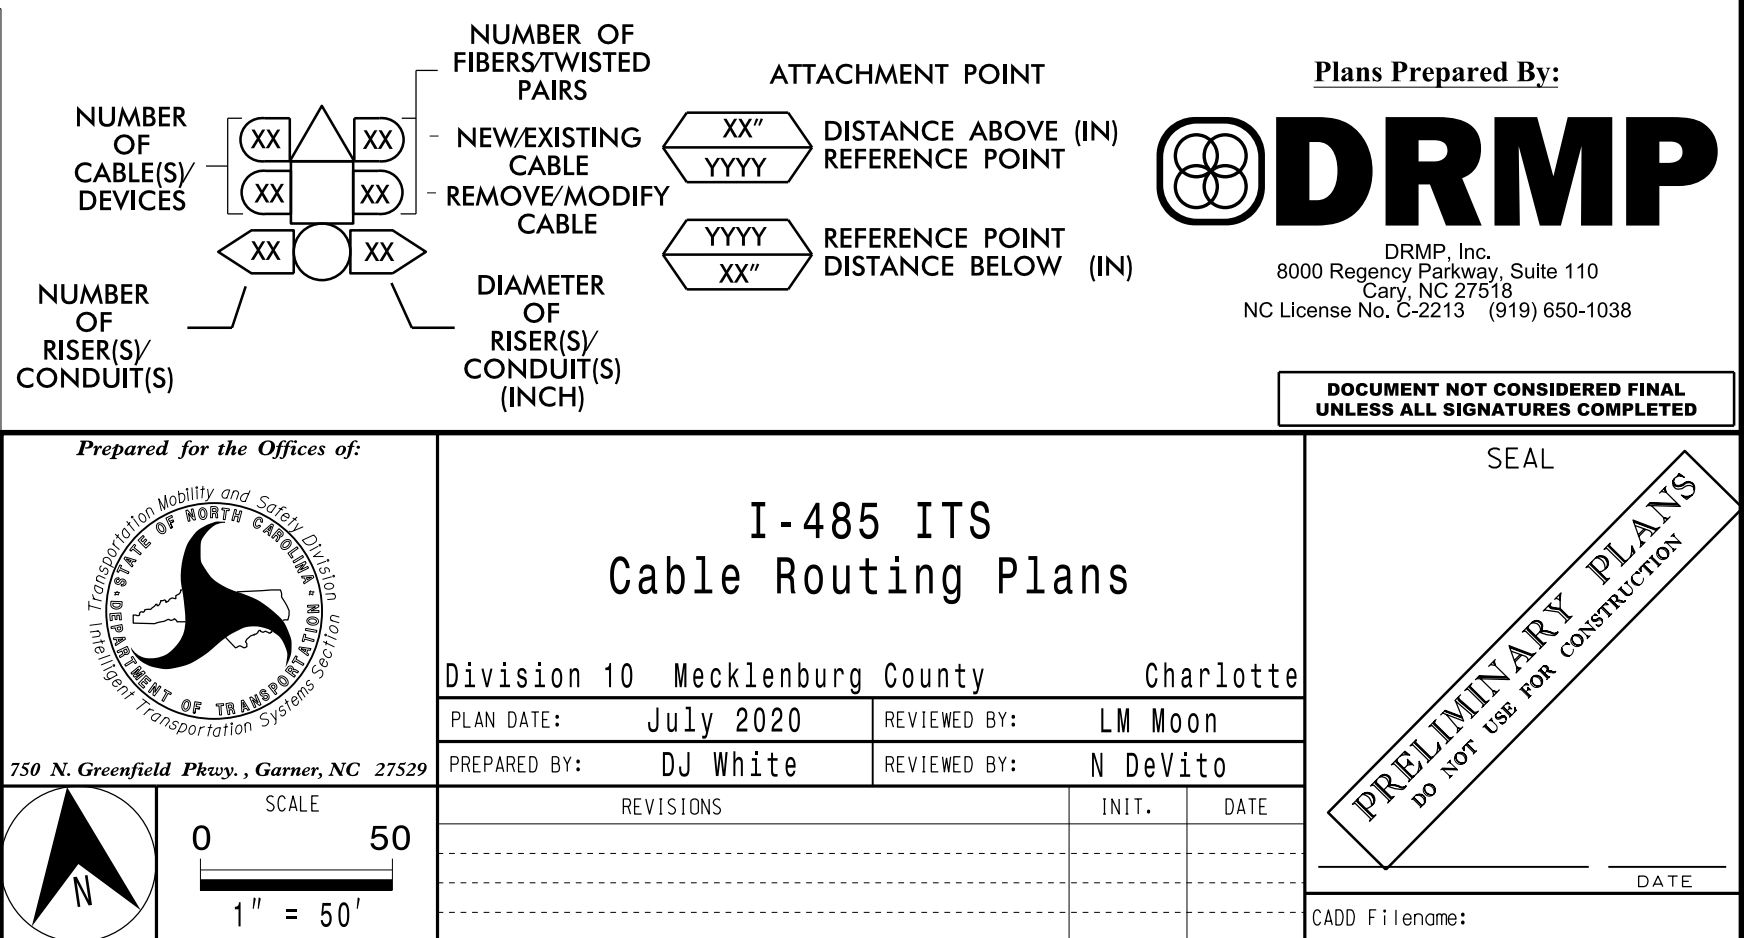 NUMBER OF
FIBERS/TWISTED
PAIRS
NUMBER
OF
CABLE(S)/
DEVICES
XX
XX
XX
XX
XX
XX
NEW/EXISTING
CABLE
REMOVE/MODIFY
CABLE
NUMBER
OF
RISER(S)/
CONDUIT(S)
DIAMETER
OF
RISER(S)/
CONDUIT(S)
(INCH)
ATTACHMENT POINT
XX"
YYYY
DISTANCE ABOVE (IN)
REFERENCE POINT
YYYY
XX"
REFERENCE POINT
DISTANCE BELOW (IN)
Plans Prepared By:
DRMP
DRMP, Inc.
8000 Regency Parkway, Suite 110
Cary, NC 27518
NC License No. C-2213 (919) 650-1038
DOCUMENT NOT CONSIDERED FINAL
UNLESS ALL SIGNATURES COMPLETED
Prepared for the Offices of:
Transportation Mobility and Safety Division
Intelligent Transportation Systems Section
STATE OF NORTH CAROLINA
DEPARTMENT OF TRANSPORTATION
750 N. Greenfield Pkwy. , Garner, NC 27529
I-485 ITS
Cable Routing Plans
Division 10 Mecklenburg County Charlotte
PLAN DATE: July 2020 REVIEWED BY: LM Moon
PREPARED BY: DJ White REVIEWED BY: N DeVito
REVISIONS INIT. DATE
N
SCALE
0 50
1" = 50'
SEAL
PRELIMINARY PLANS
DO NOT USE FOR CONSTRUCTION
DATE
CADD Filename: